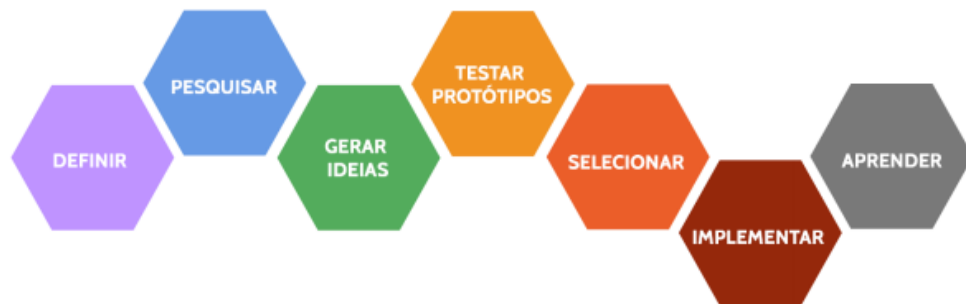 DEFINIR
PESQUISAR
GERAR
IDEIAS
TESTAR
PROTÓTIPOS
SELECIONAR
IMPLEMENTAR
APRENDER